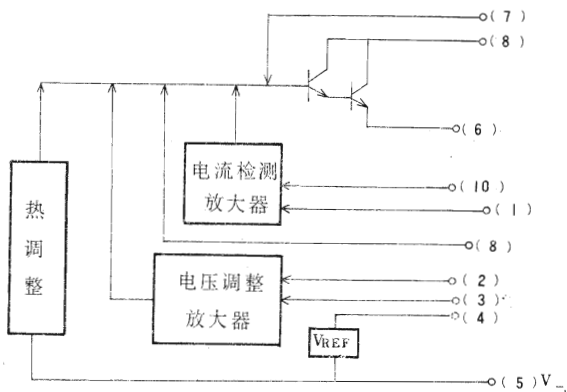 (7)
(8)
(6)
电流检测
放大器
(10)
(1)
热
调
整
(8)
电压调整
放大器
(2)
(3)
(4)
VREF
(5) V-